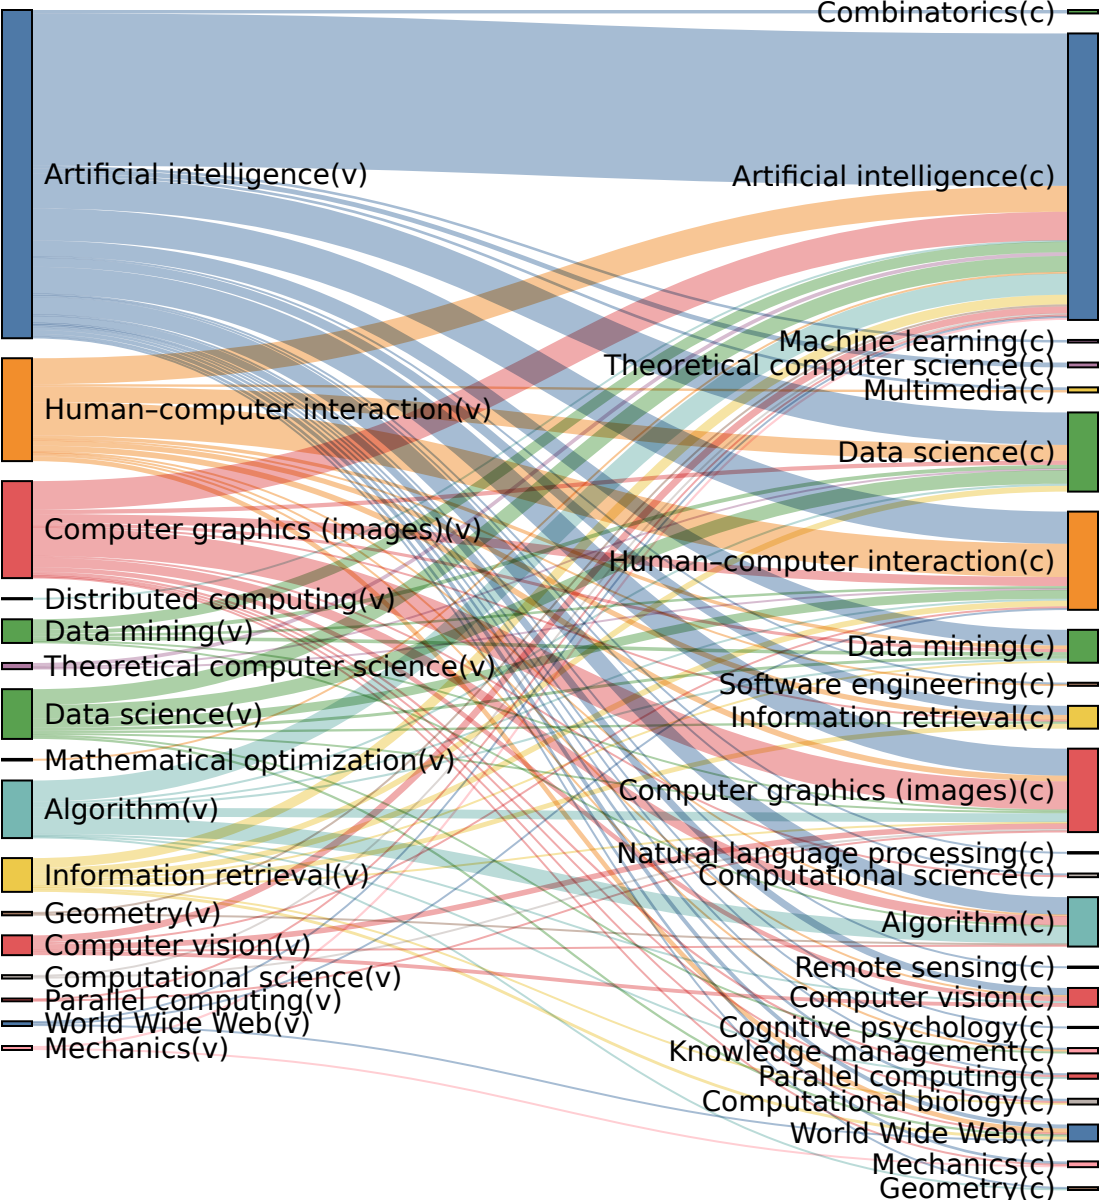 Combinatorics(c)
Artificial intelligence(v)
Artificial intelligence(c)
Machine learning(c)
Theoretical computer science(c)
Multimedia(c)
Human–computer interaction(v)
Data science(c)
Computer graphics (images)(v)
Human–computer interaction(c)
Distributed computing(v)
Data mining(v)
Data mining(c)
Theoretical computer science(v)
Software engineering(c)
Data science(v)
Information retrieval(c)
Mathematical optimization(v)
Computer graphics (images)(c)
Algorithm(v)
Natural language processing(c)
Information retrieval(v)
Computational science(c)
Geometry(v)
Algorithm(c)
Computer vision(v)
Remote sensing(c)
Computational science(v)
Parallel computing(v)
Computer vision(c)
World Wide Web(v)
Cognitive psychology(c)
Mechanics(v)
Knowledge management(c)
Parallel computing(c)
Computational biology(c)
World Wide Web(c)
Mechanics(c)
Geometry(c)